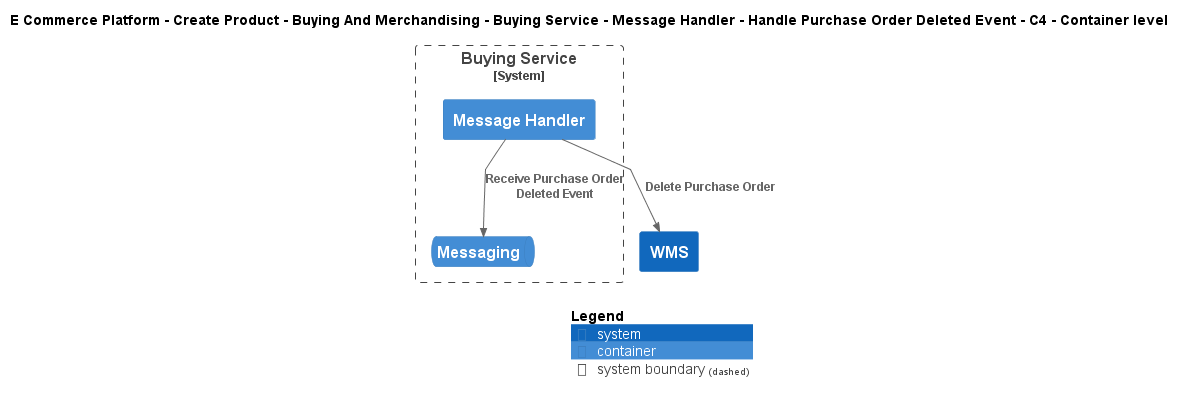 E Commerce Platform - Create Product - Buying And Merchandising - Buying Service - Message Handler - Handle Purchase Order Deleted Event - C4 - Container level
Buying Service
[System]
Message Handler
Receive Purchase Order
Deleted Event
Delete Purchase Order
Messaging
WMS
Legend
system
container
system boundary (dashed)